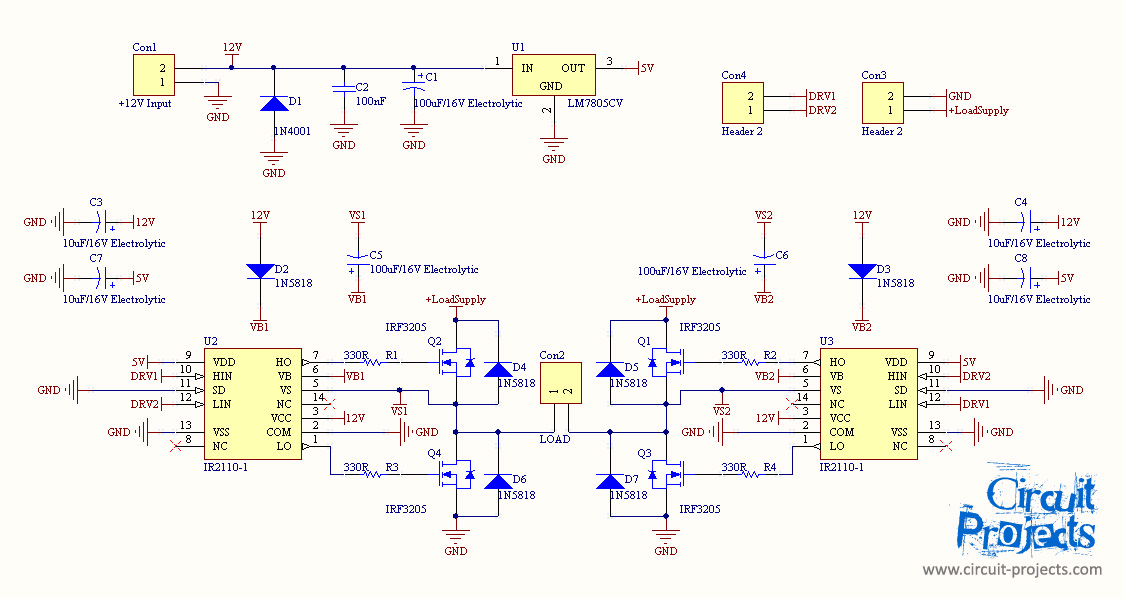 Con1
2
1
+12V Input
12V
GND
D1
1N4001
GND
C2
100nF
GND
+
C1
100uF/16V Electrolytic
GND
U1
1
IN
OUT
3
5V
GND
2
LM7805CV
GND
Con4
2
1
DRV1
DRV2
Header 2
Con3
2
1
GND
+LoadSupply
Header 2
C3
GND
12V
+
10uF/16V Electrolytic
C7
GND
5V
+
10uF/16V Electrolytic
12V
D2
1N5818
VB1
VS1
C5
+
100uF/16V Electrolytic
VB1
VS2
C6
+
100uF/16V Electrolytic
VB2
12V
D3
1N5818
VB2
C4
GND
12V
+
10uF/16V Electrolytic
C8
GND
5V
+
10uF/16V Electrolytic
U2
5V
9
VDD
HO
7
DRV1
10
HIN
VB
6
VB1
GND
11
SD
VS
5
DRV2
12
LIN
NC
14
VS1
VCC
3
12V
GND
13
VSS
COM
2
GND
8
NC
LO
1
IR2110-1
+LoadSupply
IRF3205
Q2
330R
R1
D4
1N5818
Q4
330R
R3
D6
1N5818
IRF3205
GND
Con2
1
2
LOAD
+LoadSupply
IRF3205
Q1
330R
R2
D5
1N5818
Q3
330R
R4
D7
1N5818
IRF3205
GND
U3
7
HO
VDD
9
5V
VB2
6
VB
HIN
10
DRV2
5
VS
SD
11
GND
VS2
14
NC
LIN
12
DRV1
12V
3
VCC
GND
2
COM
VSS
13
GND
1
LO
NC
8
IR2110-1
Circuit
Projects
www.circuit-projects.com